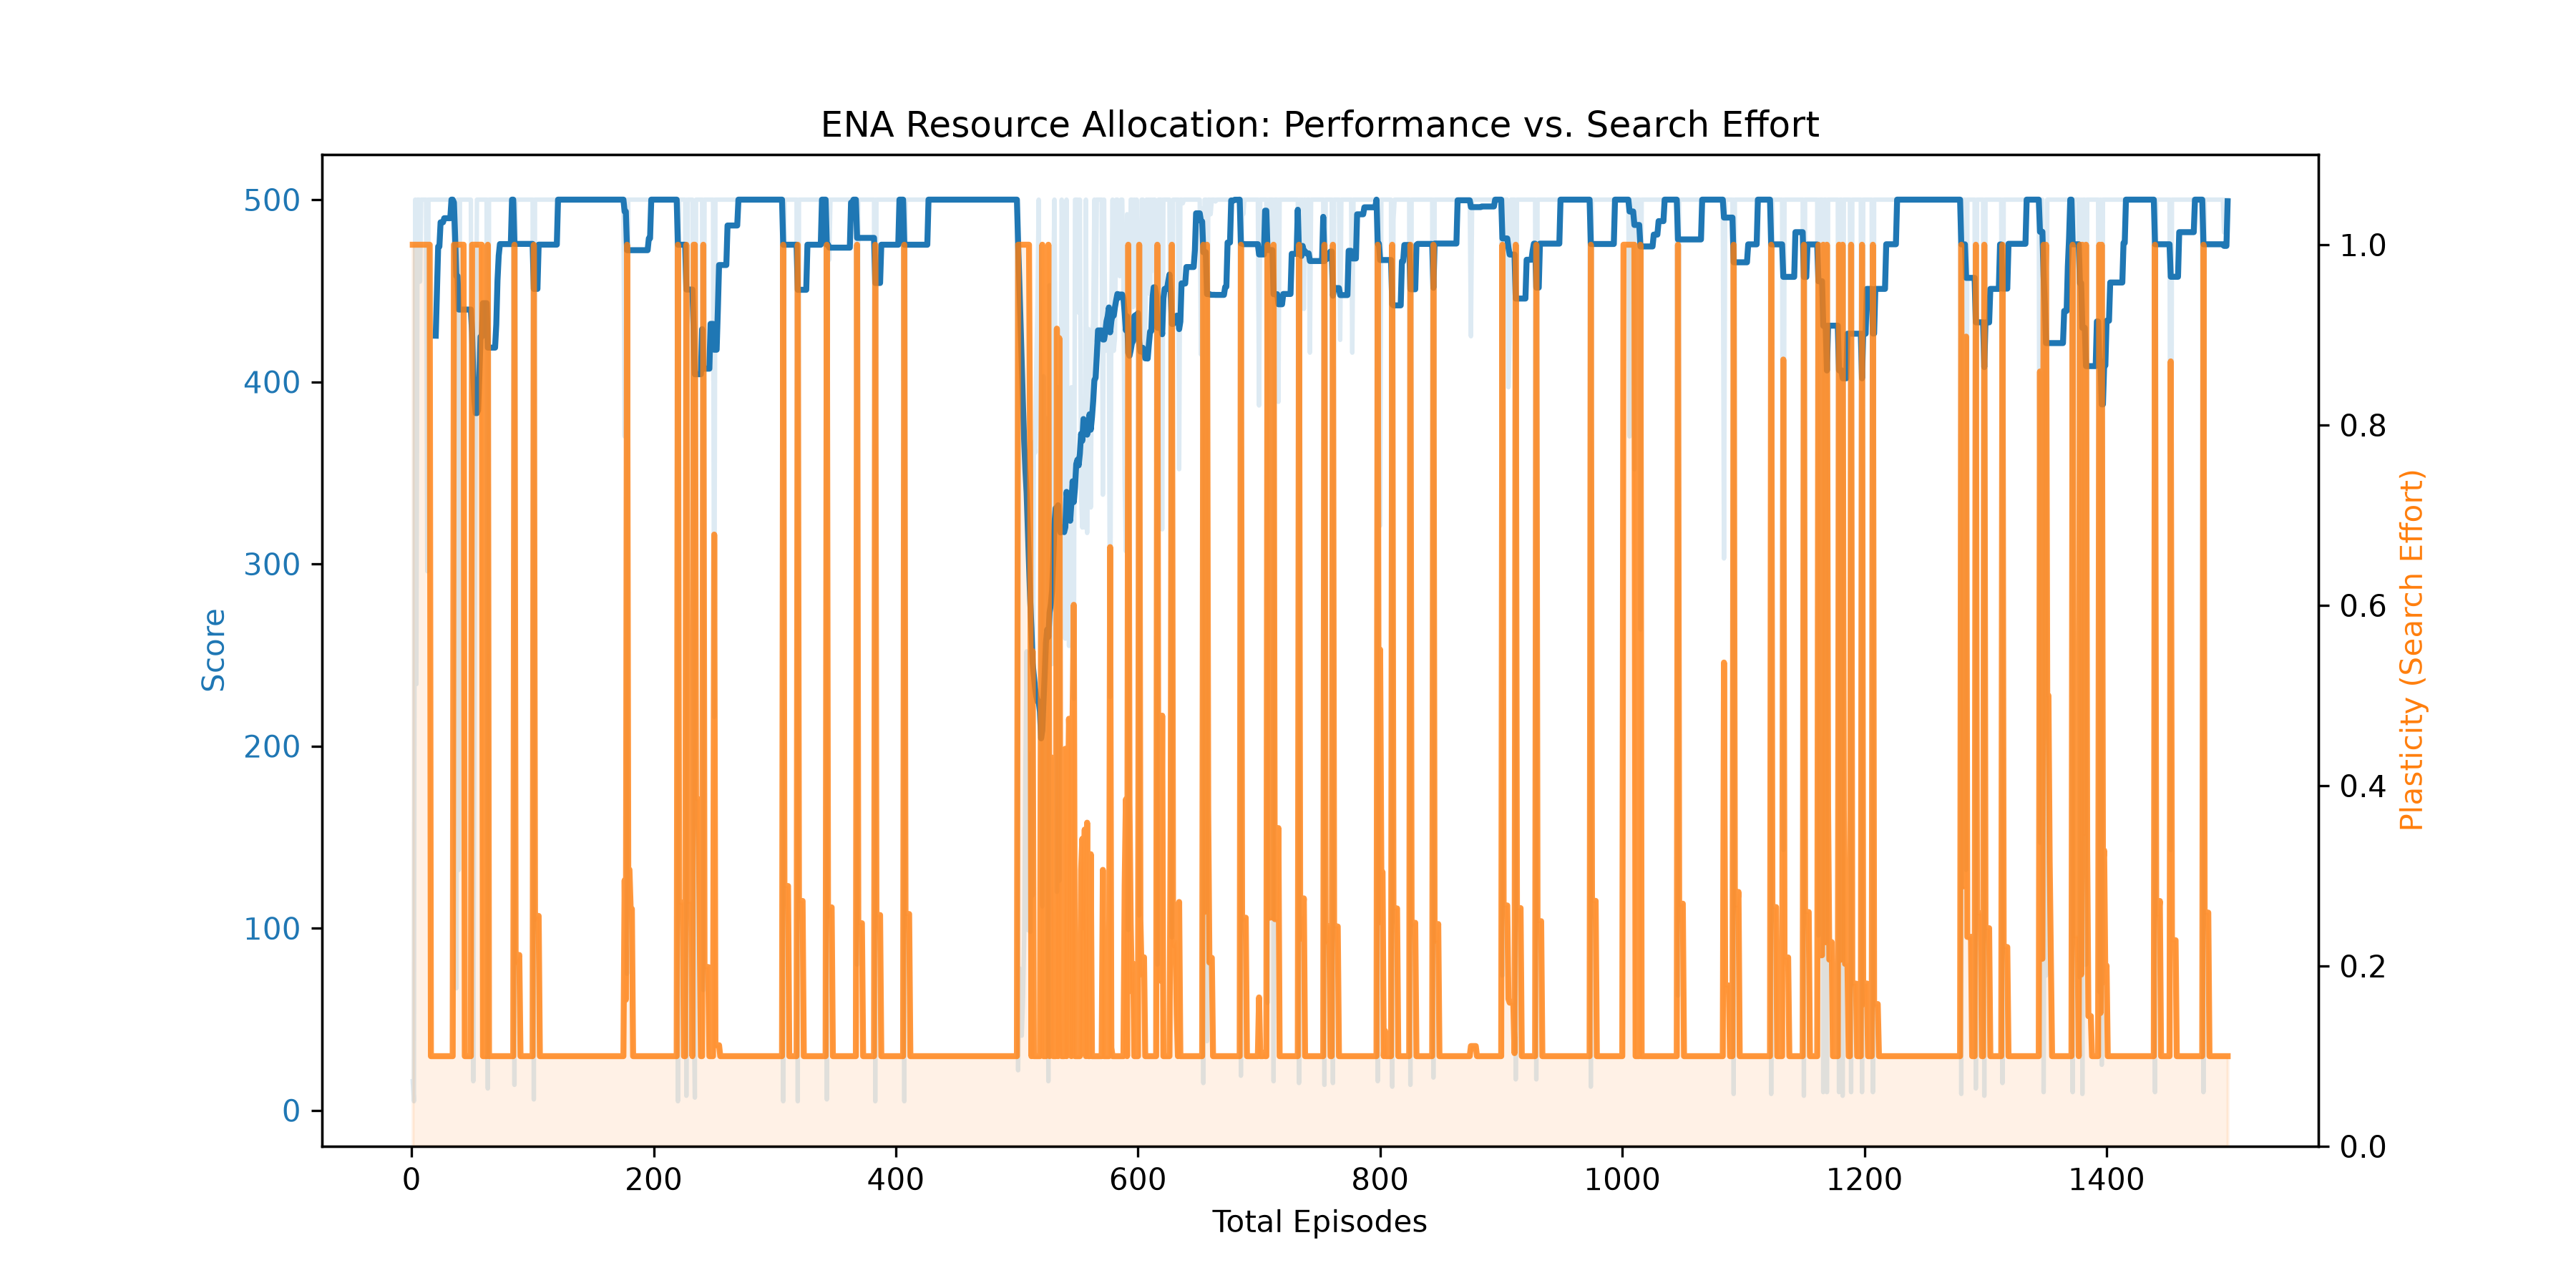 ENA Resource Allocation: Performance vs. Search Effort
500
400
300
200
100
0
Score
1.0
0.8
0.6
0.4
0.2
0.0
Plasticity (Search Effort)
0 200 400 600 800 1000 1200 1400
Total Episodes